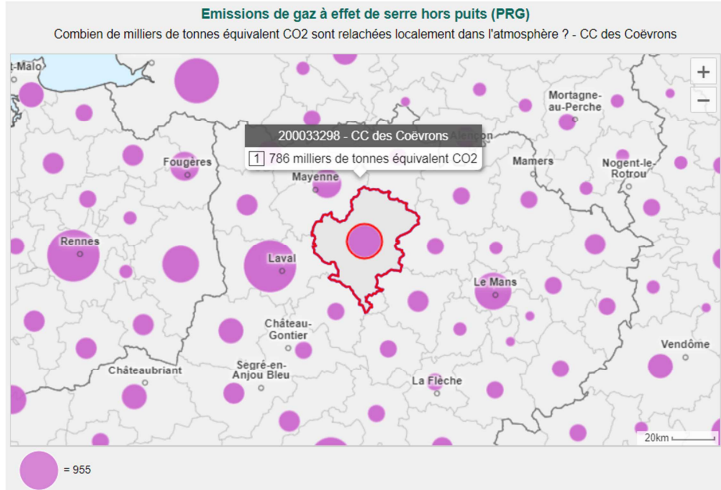 Emissions de gaz à effet de serre hors puits (PRG)
Combien de milliers de tonnes équivalent CO2 sont relachées localement dans l'atmosphère ? - CC des Coëvrons
t-Malo
+
−
Mortagne-
au-Perche
200033298 - CC des Coëvrons
Alençon
1 786 milliers de tonnes équivalent CO2
Fougères
Mayenne
Mamers
Nogent-le-
Rotrou
Rennes
Laval
Le Mans
Château-
Gontier
Vendôme
Châteaubriant
Segré-en-
Anjou Bleu
La Flèche
20km
= 955